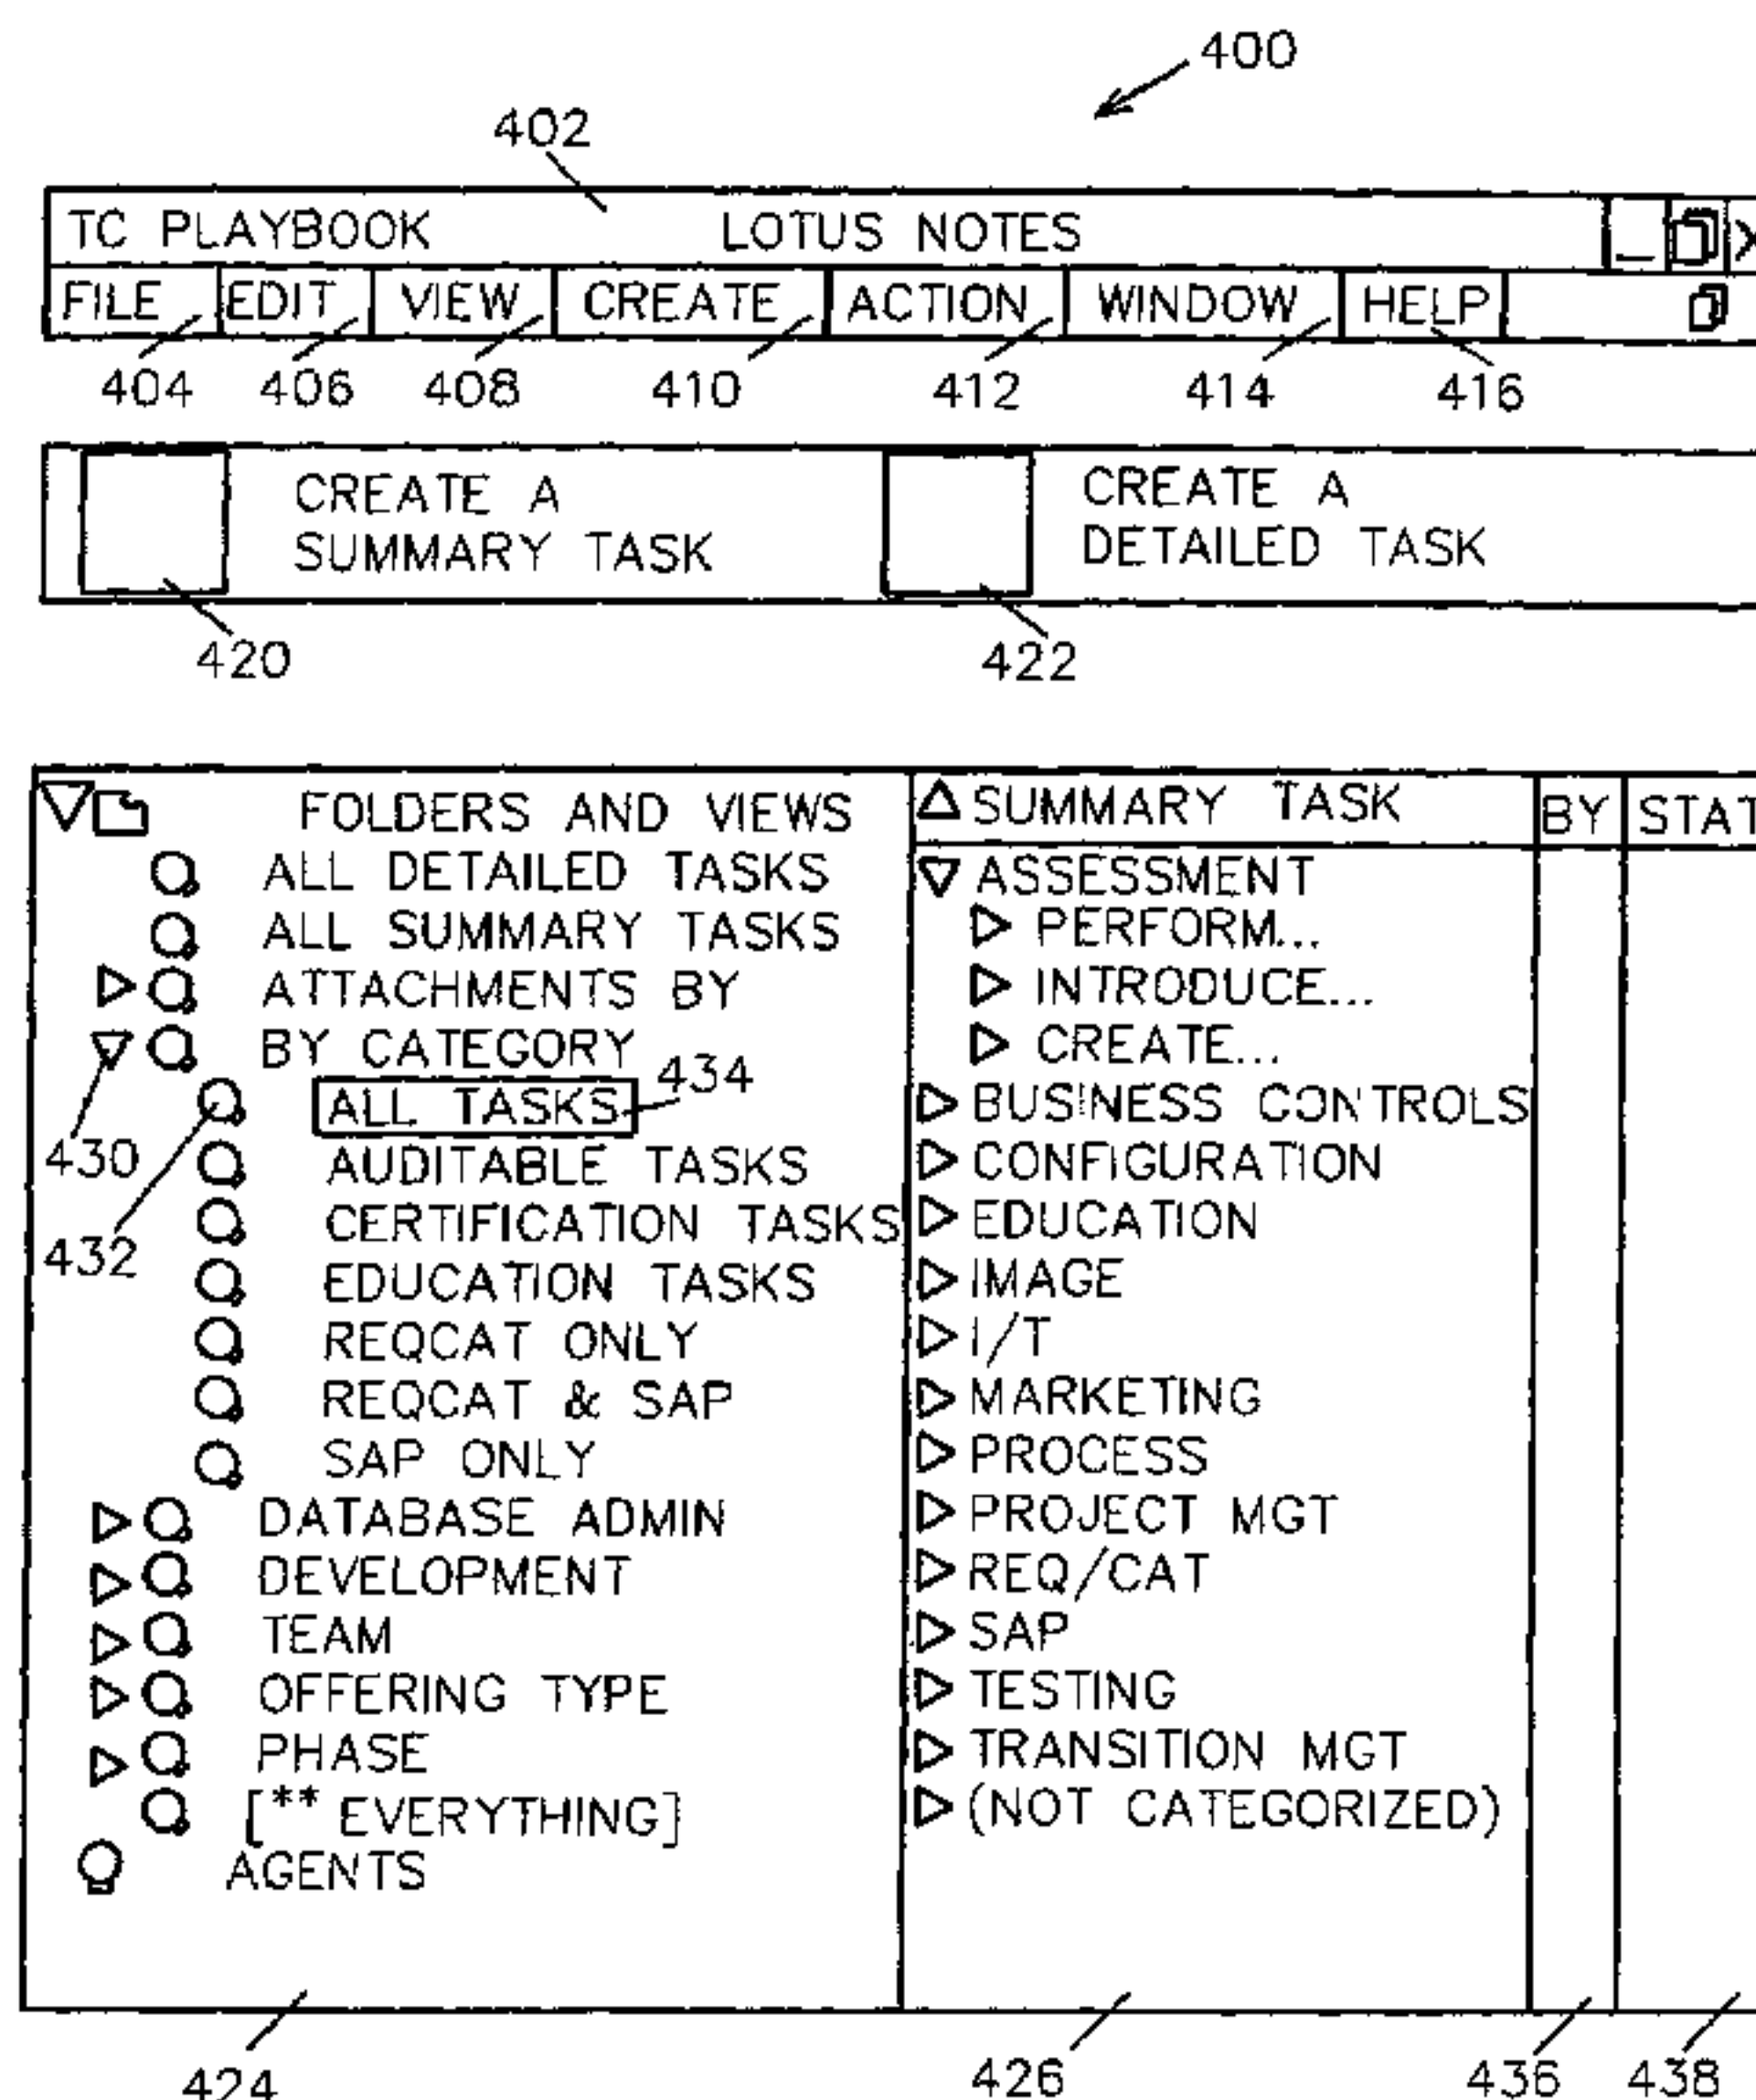 400
402
TC PLAYBOOK LOTUS NOTES
FILE EDIT VIEW CREATE ACTION WINDOW HELP
404 406 408 410 412 414 416
CREATE A
SUMMARY TASK
CREATE A
DETAILED TASK
420 422
FOLDERS AND VIEWS
ALL DETAILED TASKS
ALL SUMMARY TASKS
ATTACHMENTS BY
BY CATEGORY
ALL TASKS 434
430
AUDITABLE TASKS
CERTIFICATION TASKS
432
EDUCATION TASKS
REQCAT ONLY
REQCAT & SAP
SAP ONLY
DATABASE ADMIN
DEVELOPMENT
TEAM
OFFERING TYPE
PHASE
[** EVERYTHING]
AGENTS
SUMMARY TASK BY STAT
ASSESSMENT
PERFORM...
INTRODUCE...
CREATE...
BUSINESS CONTROLS
CONFIGURATION
EDUCATION
IMAGE
I/T
MARKETING
PROCESS
PROJECT MGT
REQ/CAT
SAP
TESTING
TRANSITION MGT
(NOT CATEGORIZED)
424 426 436 438